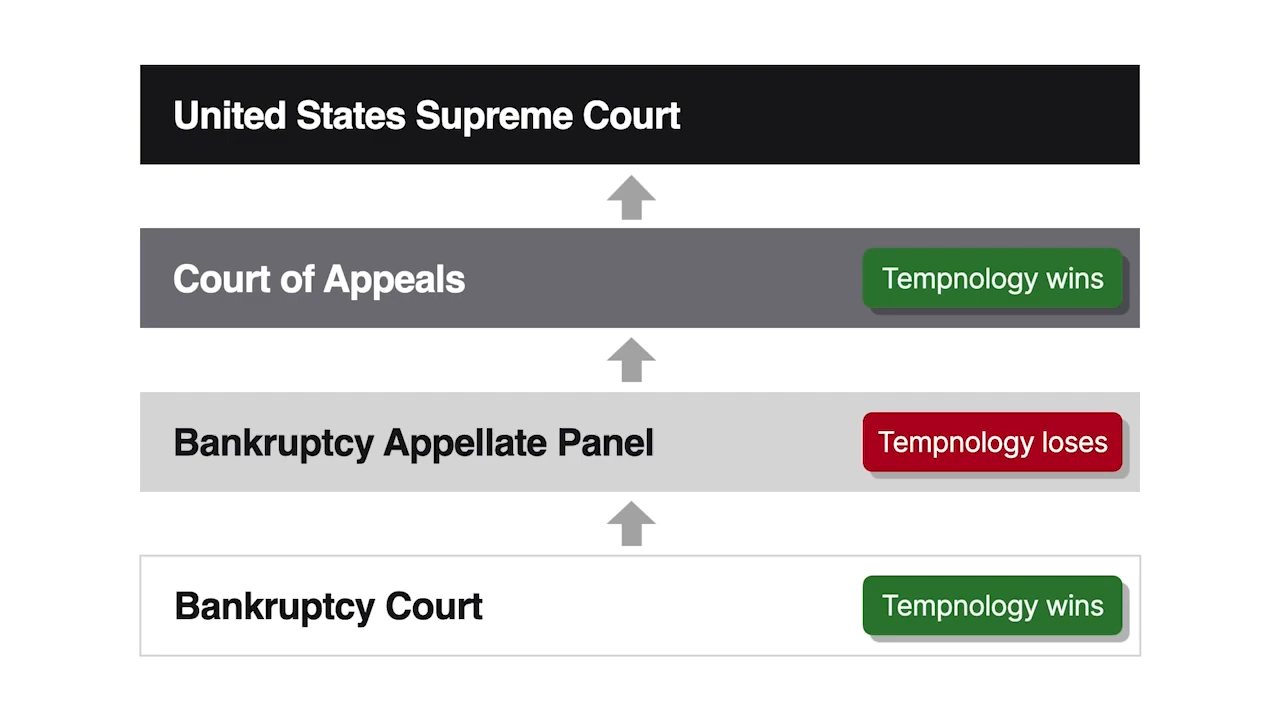 United States Supreme Court
Court of Appeals
Tempnology wins
Bankruptcy Appellate Panel
Tempnology loses
Bankruptcy Court
Tempnology wins